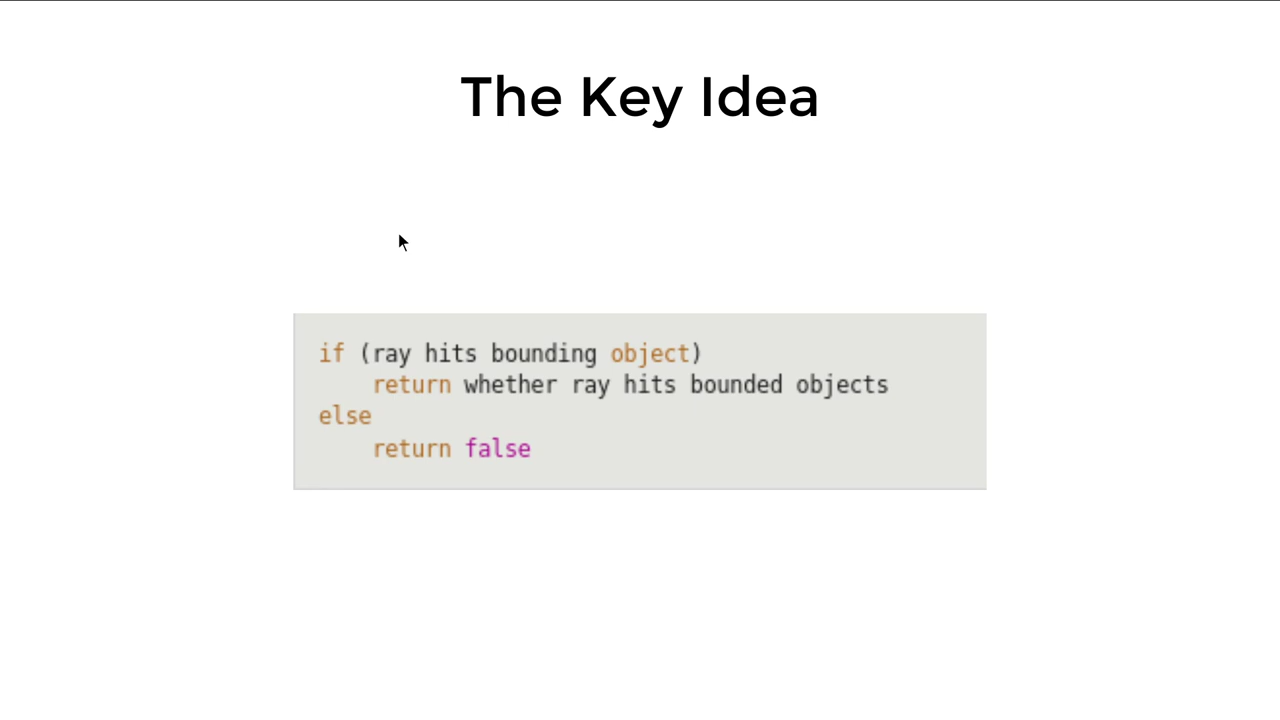 The Key Idea
if (ray hits bounding object)
    return whether ray hits bounded objects
else
    return false